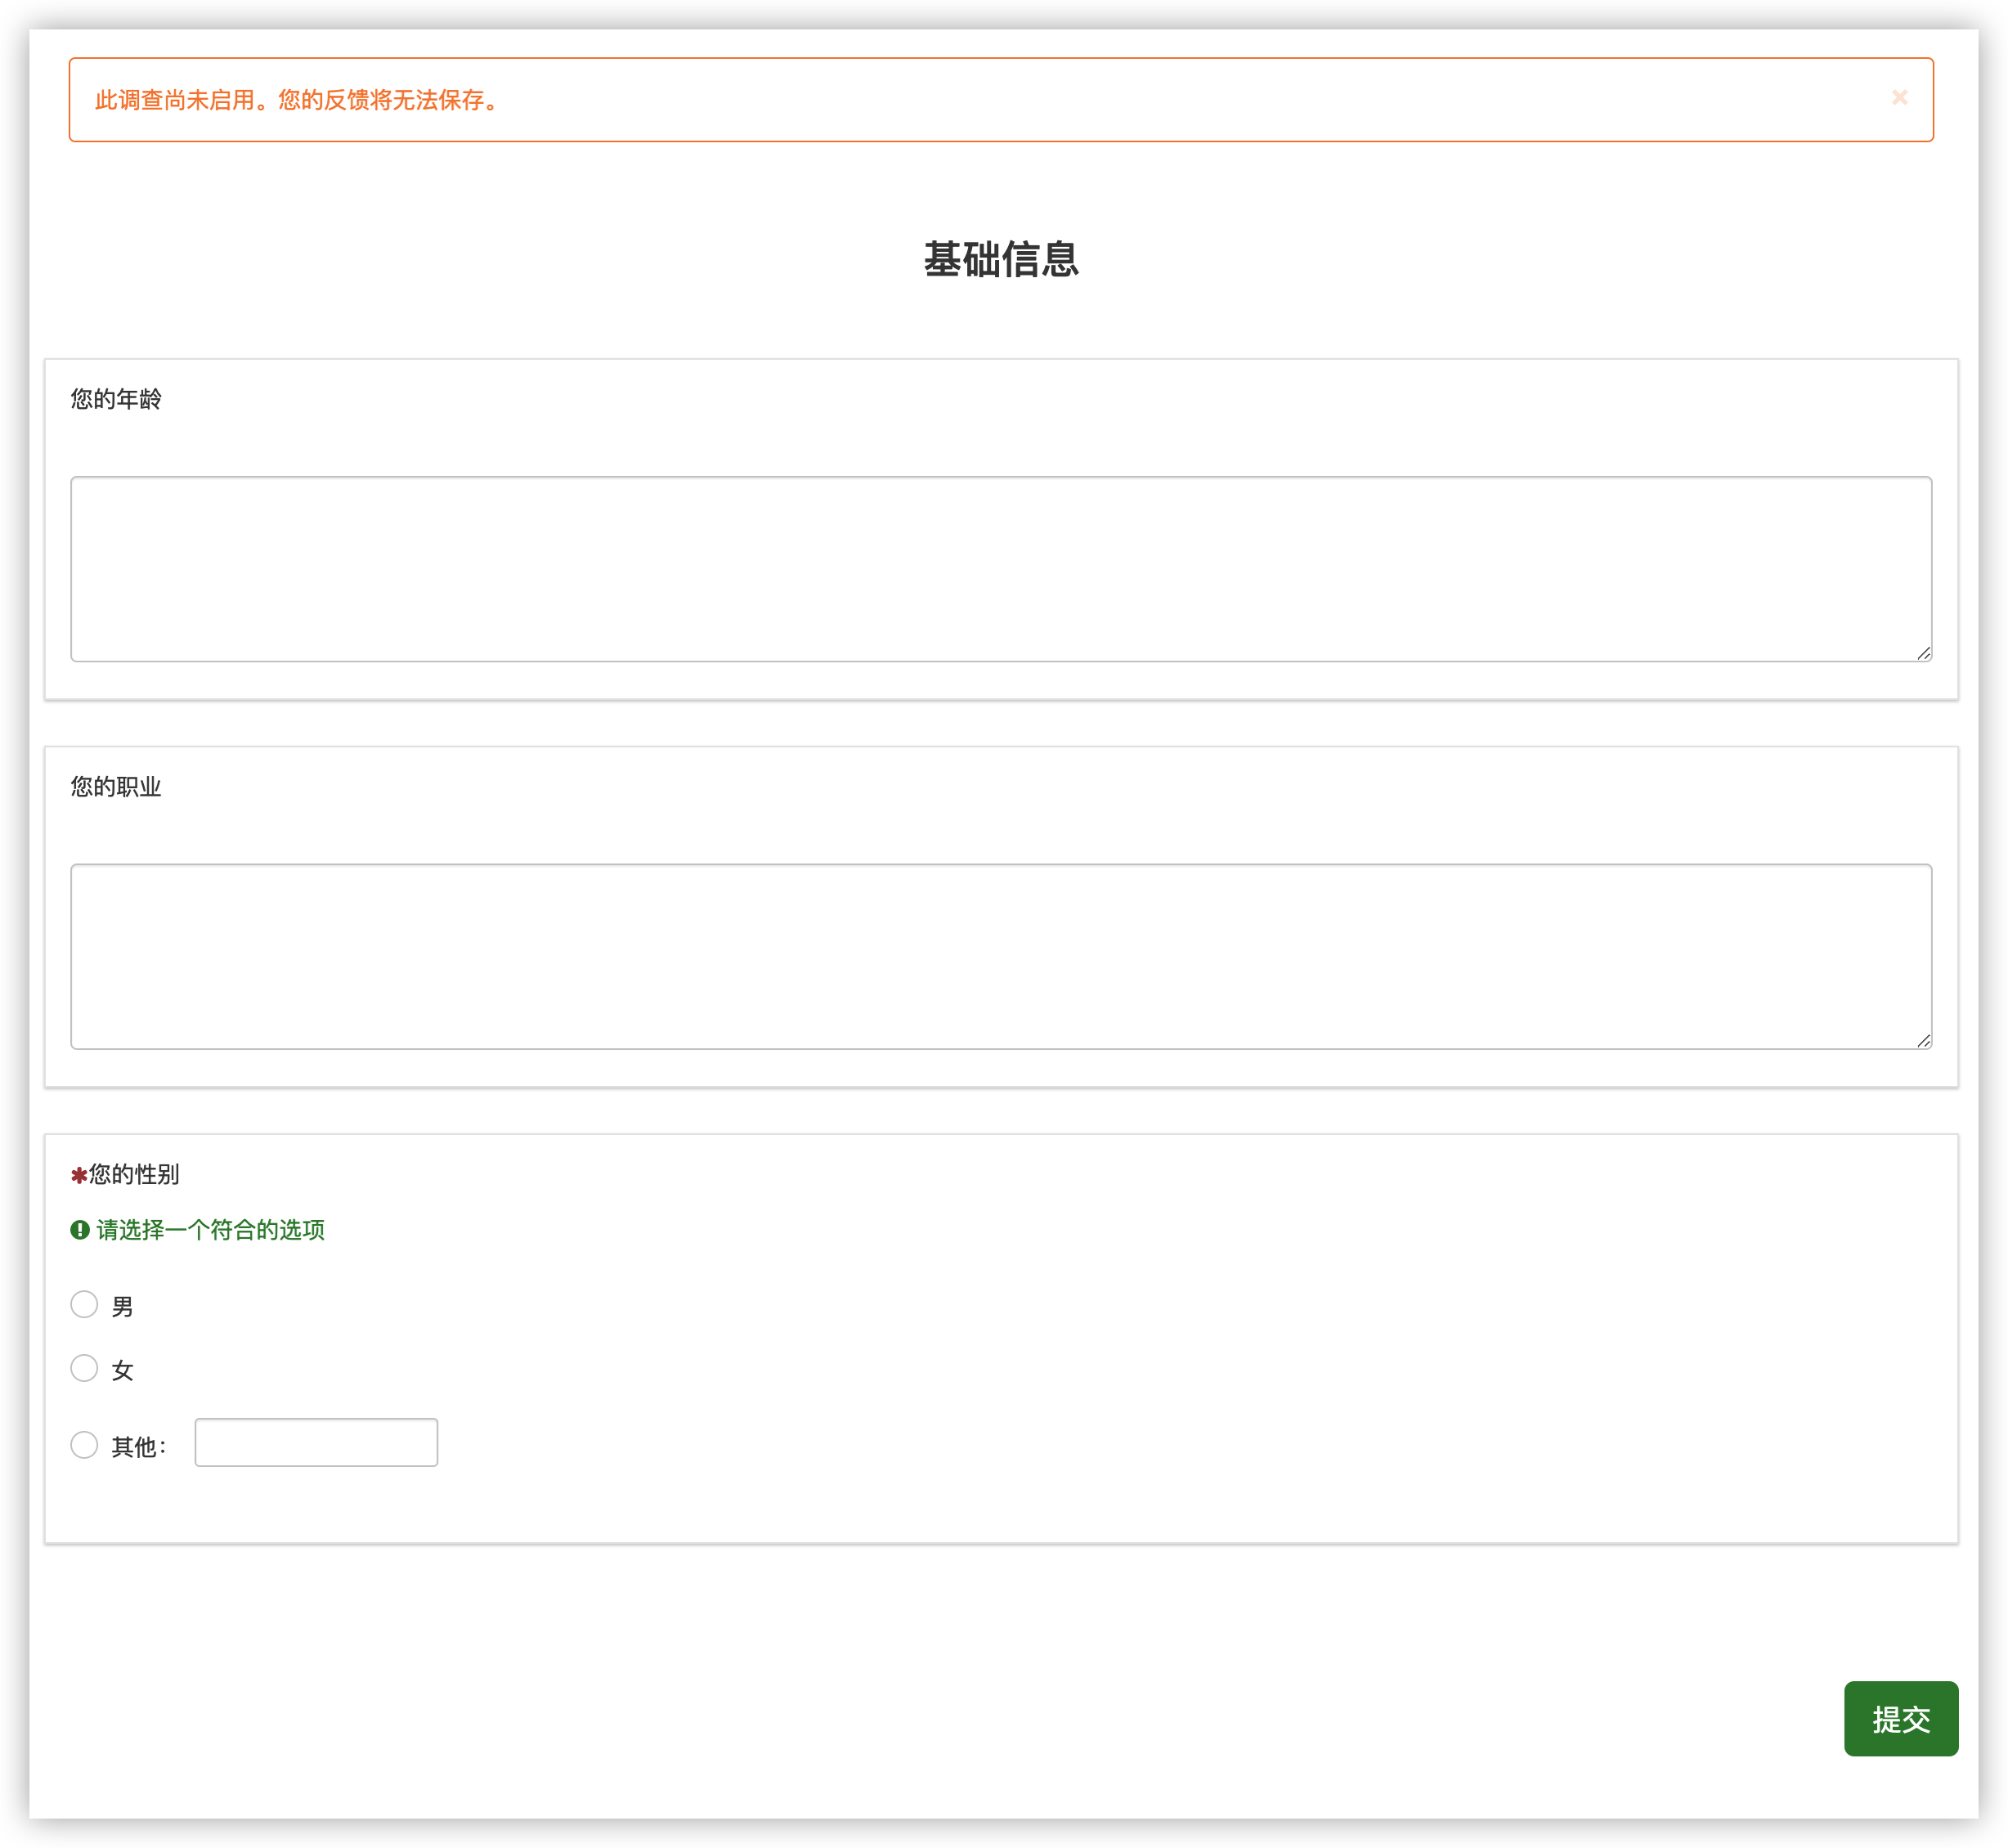 此调查尚未启用。您的反馈将无法保存。
基础信息
您的年龄
您的职业
✱您的性别
请选择一个符合的选项
男
女
其他：
提交